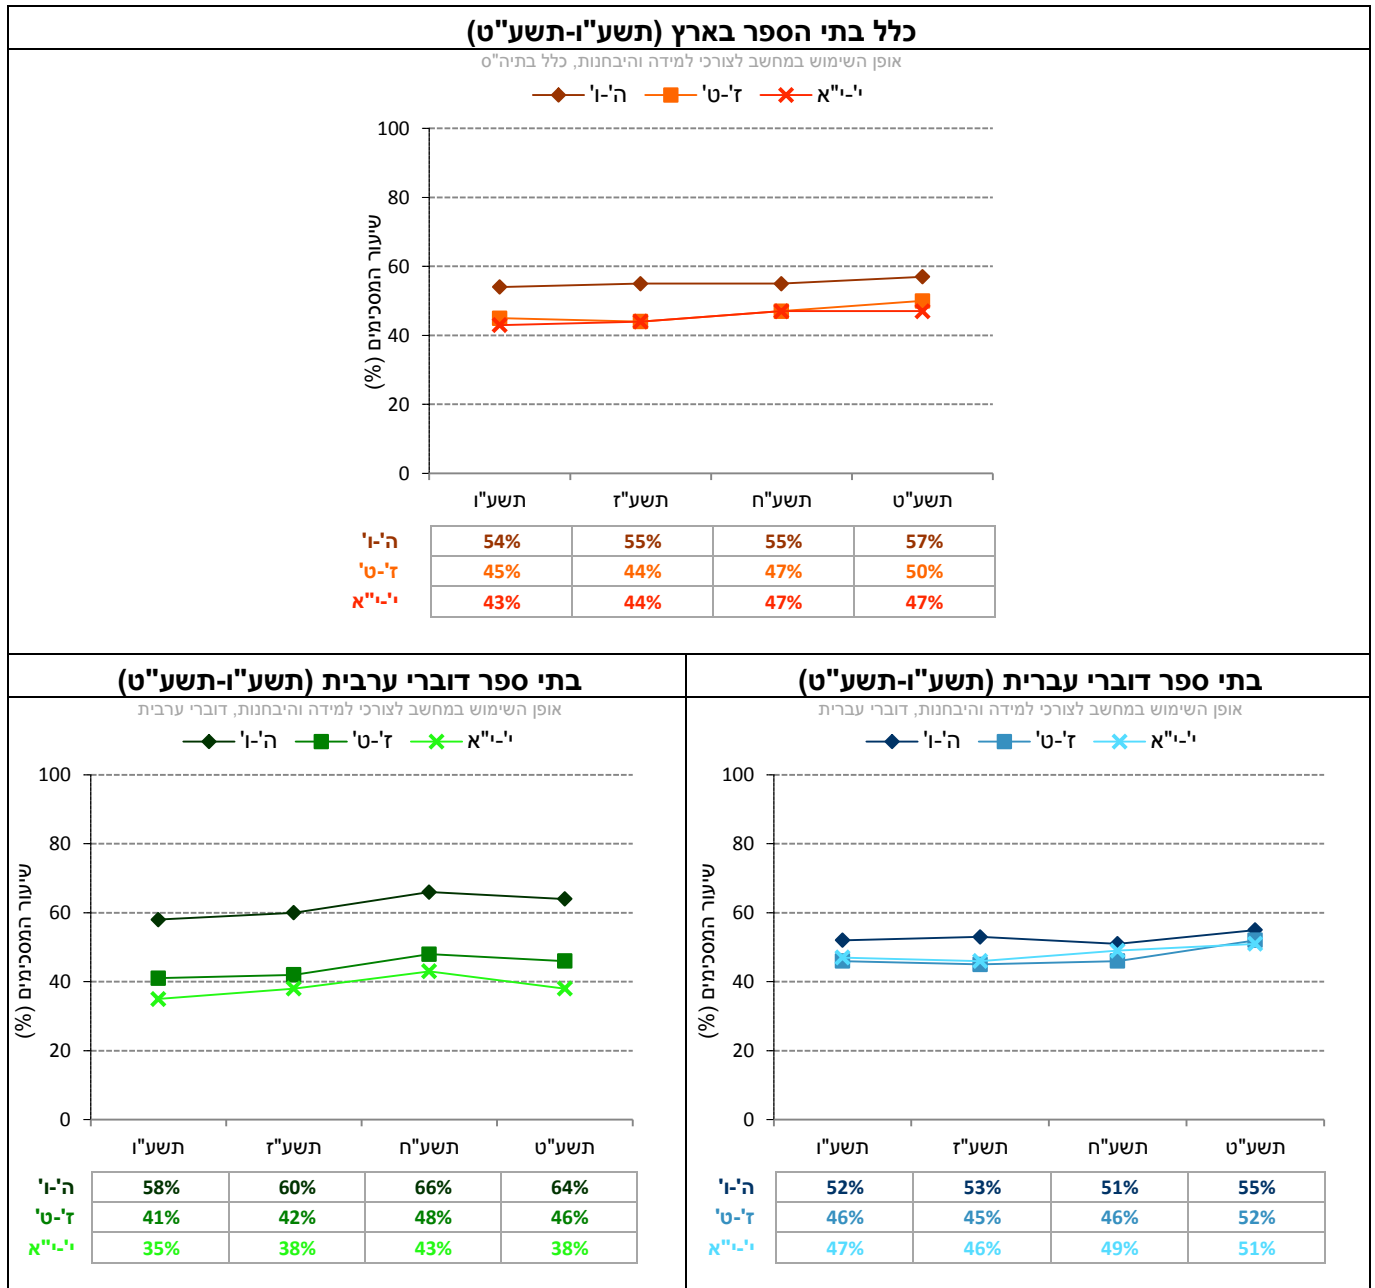 כלל בתי הספר בארץ (תשע"ו-תשע"ט)
אופן השימוש במחשב לצורכי למידה והיבחנות, כלל בתיה"ס
ה'-ו' ז'-ט' י'-י"א
שיעור המסכימים (%)
100
80
60
40
20
0
תשע"ו תשע"ז תשע"ח תשע"ט
ה'-ו' 54% 55% 55% 57%
ז'-ט' 45% 44% 47% 50%
י'-י"א 43% 44% 47% 47%
בתי ספר דוברי עברית (תשע"ו-תשע"ט)
אופן השימוש במחשב לצורכי למידה והיבחנות, דוברי עברית
ה'-ו' ז'-ט' י'-י"א
שיעור המסכימים (%)
100
80
60
40
20
0
תשע"ו תשע"ז תשע"ח תשע"ט
ה'-ו' 52% 53% 51% 55%
ז'-ט' 46% 45% 46% 52%
י'-י"א 47% 46% 49% 51%
בתי ספר דוברי ערבית (תשע"ו-תשע"ט)
אופן השימוש במחשב לצורכי למידה והיבחנות, דוברי ערבית
ה'-ו' ז'-ט' י'-י"א
שיעור המסכימים (%)
100
80
60
40
20
0
תשע"ו תשע"ז תשע"ח תשע"ט
ה'-ו' 58% 60% 66% 64%
ז'-ט' 41% 42% 48% 46%
י'-י"א 35% 38% 43% 38%